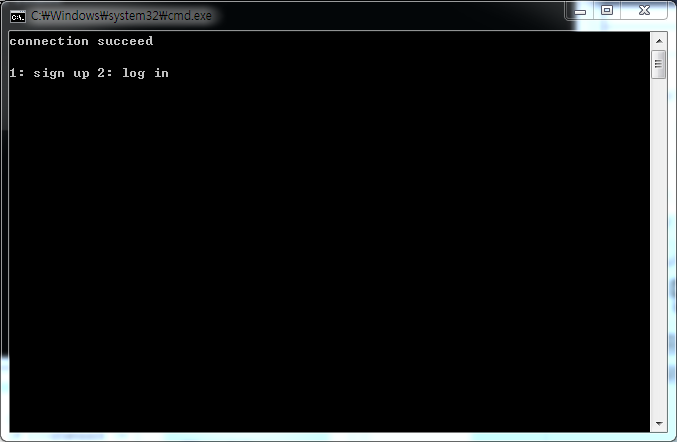 C:₩Windows₩system32₩cmd.exe
connection succeed
1: sign up 2: log in